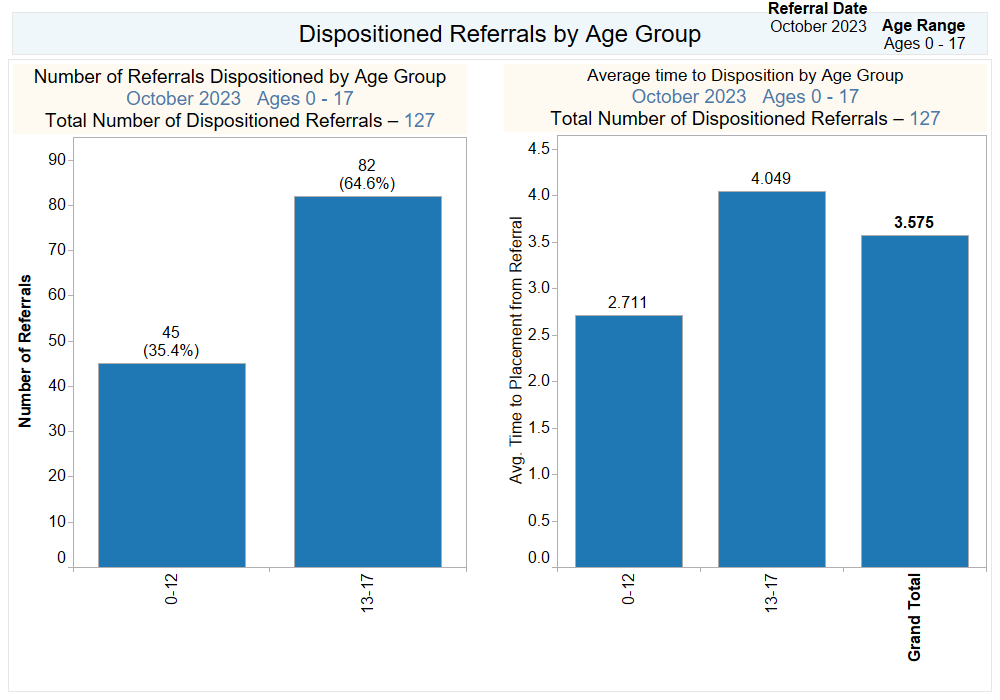 Referral Date
October 2023
Age Range
Ages 0 - 17
Dispositioned Referrals by Age Group
Number of Referrals Dispositioned by Age Group
October 2023 Ages 0 - 17
Total Number of Dispositioned Referrals – 127
Number of Referrals
90
80
70
60
50
40
30
20
10
0
45
(35.4%)
82
(64.6%)
0-12
13-17
Average time to Disposition by Age Group
October 2023 Ages 0 - 17
Total Number of Dispositioned Referrals – 127
Avg. Time to Placement from Referral
4.5
4.0
3.5
3.0
2.5
2.0
1.5
1.0
0.5
0.0
2.711
4.049
3.575
0-12
13-17
Grand Total